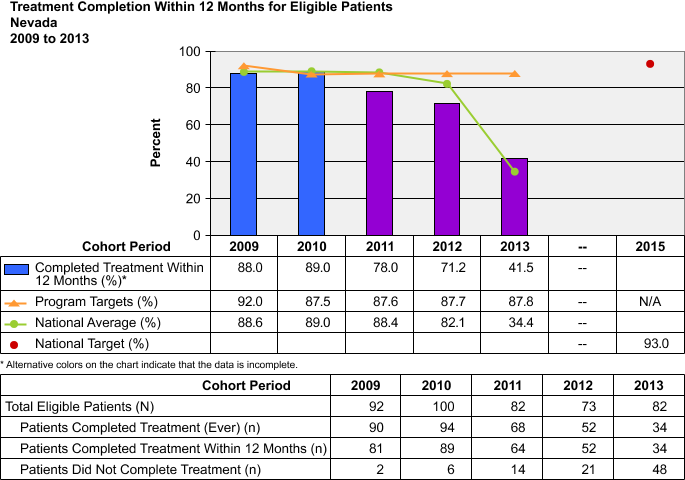 Treatment Completion Within 12 Months for Eligible Patients
Nevada
2009 to 2013
Percent
100
80
60
40
20
0
Cohort Period 2009 2010 2011 2012 2013 -- 2015
Completed Treatment Within
12 Months (%)* 88.0 89.0 78.0 71.2 41.5 --
Program Targets (%) 92.0 87.5 87.6 87.7 87.8 -- N/A
National Average (%) 88.6 89.0 88.4 82.1 34.4 --
National Target (%) -- 93.0
* Alternative colors on the chart indicate that the data is incomplete.
Cohort Period 2009 2010 2011 2012 2013
Total Eligible Patients (N) 92 100 82 73 82
Patients Completed Treatment (Ever) (n) 90 94 68 52 34
Patients Completed Treatment Within 12 Months (n) 81 89 64 52 34
Patients Did Not Complete Treatment (n) 2 6 14 21 48